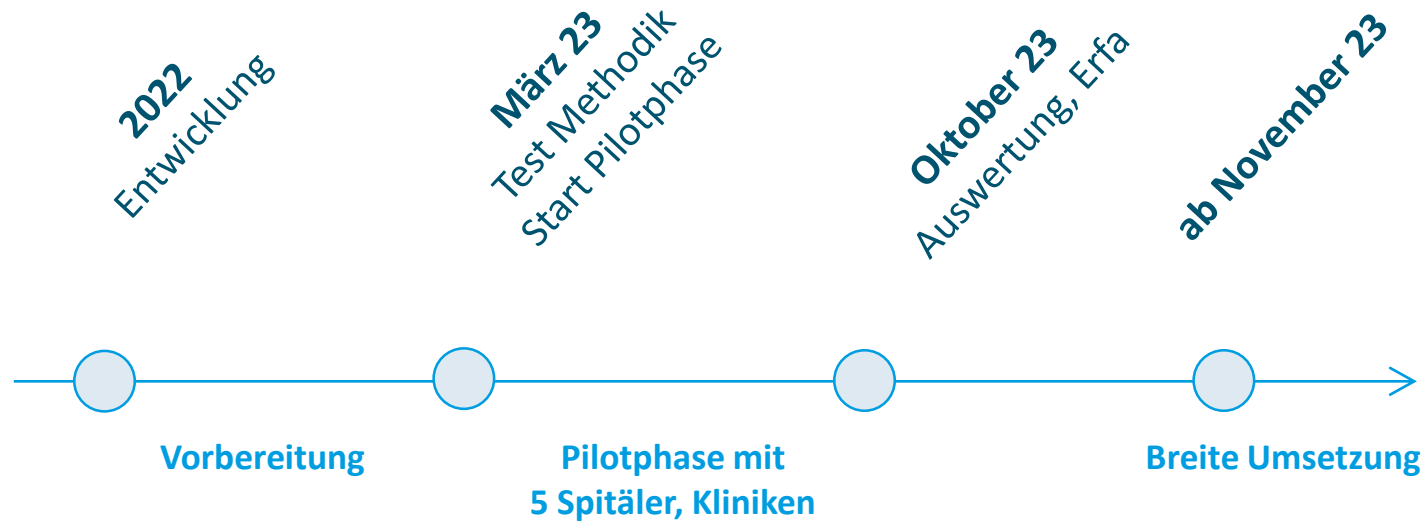 2022
Entwicklung
März 23
Test Methodik
Start Pilotphase
Oktober 23
Auswertung, Erfa
ab November 23
Vorbereitung
Pilotphase mit
5 Spitäler, Kliniken
Breite Umsetzung